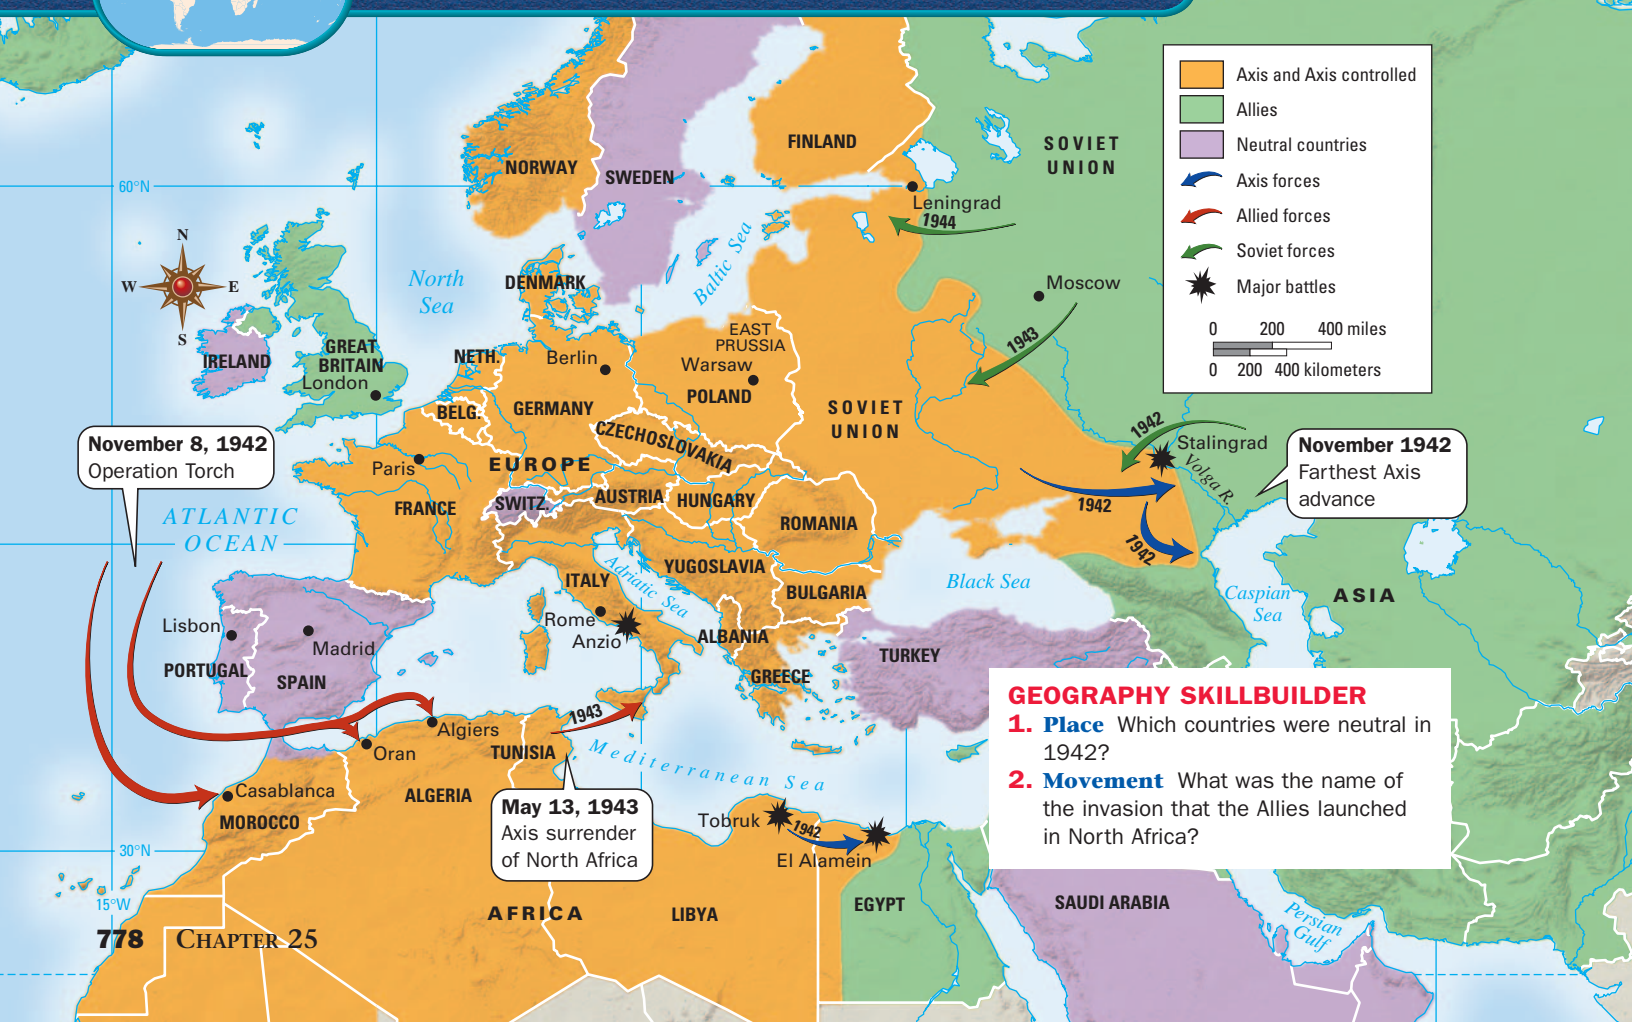 Axis and Axis controlled
Allies
Neutral countries
Axis forces
Allied forces
Soviet forces
Major battles
0 200 400 miles
0 200 400 kilometers
60°N
N
W E
S
NORWAY
SWEDEN
FINLAND
SOVIET
UNION
Leningrad
1944
Moscow
1943
North
Sea
Baltic Sea
DENMARK
IRELAND
GREAT
BRITAIN
London
NETH.
BELG.
Berlin
GERMANY
EAST
PRUSSIA
Warsaw
POLAND
SOVIET
UNION
CZECHOSLOVAKIA
1942
Stalingrad
Volga R.
November 1942
Farthest Axis
advance
November 8, 1942
Operation Torch
Paris
EUROPE
FRANCE
SWITZ.
AUSTRIA
HUNGARY
ROMANIA
1942
1942
ATLANTIC
OCEAN
ITALY
Adriatic Sea
YUGOSLAVIA
BULGARIA
Black Sea
Caspian
Sea
ASIA
Rome
Anzio
ALBANIA
GREECE
TURKEY
Lisbon
PORTUGAL
Madrid
SPAIN
Algiers
Oran
TUNISIA
1943
Mediterranean Sea
Casablanca
MOROCCO
ALGERIA
May 13, 1943
Axis surrender
of North Africa
Tobruk
1942
El Alamein
30°N
15°W
AFRICA
LIBYA
EGYPT
SAUDI ARABIA
Persian
Gulf
GEOGRAPHY SKILLBUILDER
1. Place Which countries were neutral in
1942?
2. Movement What was the name of
the invasion that the Allies launched
in North Africa?
778 CHAPTER 25